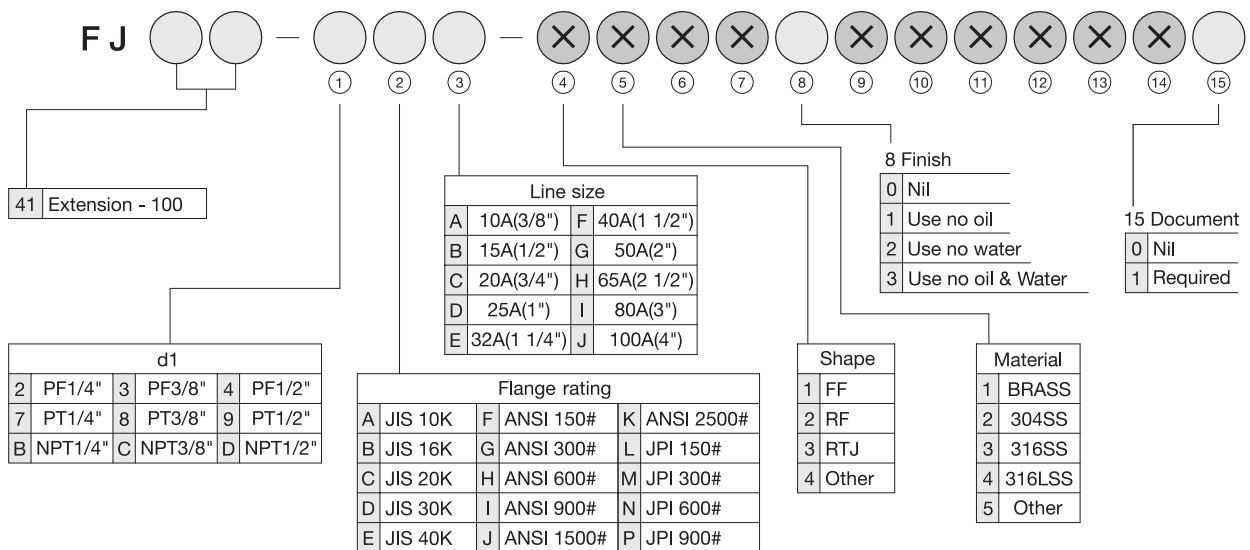 F J — — × × × × × × × × × ×
① ② ③ ④ ⑤ ⑥ ⑦ ⑧ ⑨ ⑩ ⑪ ⑫ ⑬ ⑭ ⑮
41 Extension - 100
d1
2 PF1/4" 3 PF3/8" 4 PF1/2"
7 PT1/4" 8 PT3/8" 9 PT1/2"
B NPT1/4" C NPT3/8" D NPT1/2"
Line size
A 10A(3/8") F 40A(1 1/2")
B 15A(1/2") G 50A(2")
C 20A(3/4") H 65A(2 1/2")
D 25A(1") I 80A(3")
E 32A(1 1/4") J 100A(4")
Flange rating
A JIS 10K F ANSI 150# K ANSI 2500#
B JIS 16K G ANSI 300# L JPI 150#
C JIS 20K H ANSI 600# M JPI 300#
D JIS 30K I ANSI 900# N JPI 600#
E JIS 40K J ANSI 1500# P JPI 900#
Shape
1 FF
2 RF
3 RTJ
4 Other
8 Finish
0 Nil
1 Use no oil
2 Use no water
3 Use no oil & Water
Material
1 BRASS
2 304SS
3 316SS
4 316LSS
5 Other
15 Document
0 Nil
1 Required